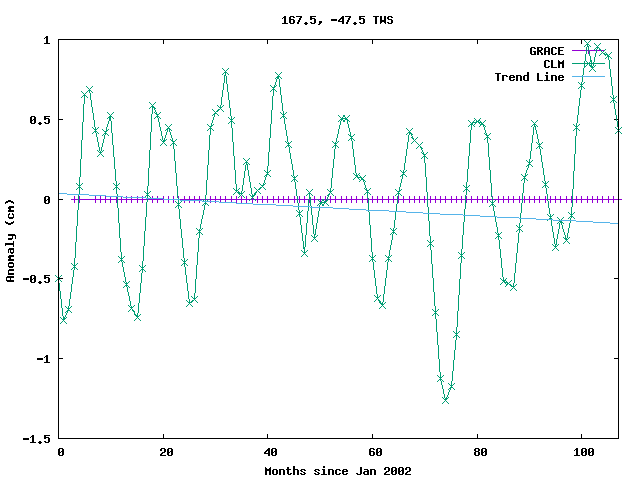 167.5, -47.5 TWS
GRACE
CLM
Trend Line
1
0.5
0
-0.5
-1
-1.5
Anomaly (cm)
0 20 40 60 80 100
Months since Jan 2002